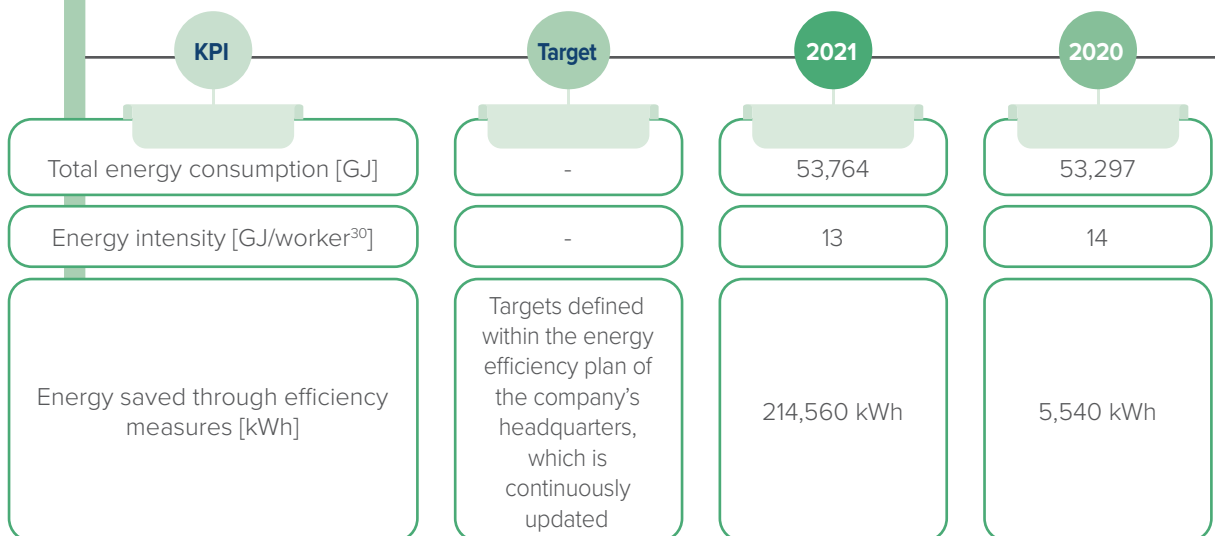 KPI Target 2021 2020
Total energy consumption [GJ] - 53,764 53,297
Energy intensity [GJ/worker³⁰] - 13 14
Energy saved through efficiency
measures [kWh]
Targets defined
within the energy
efficiency plan of
the company's
headquarters,
which is
continuously
updated
214,560 kWh 5,540 kWh